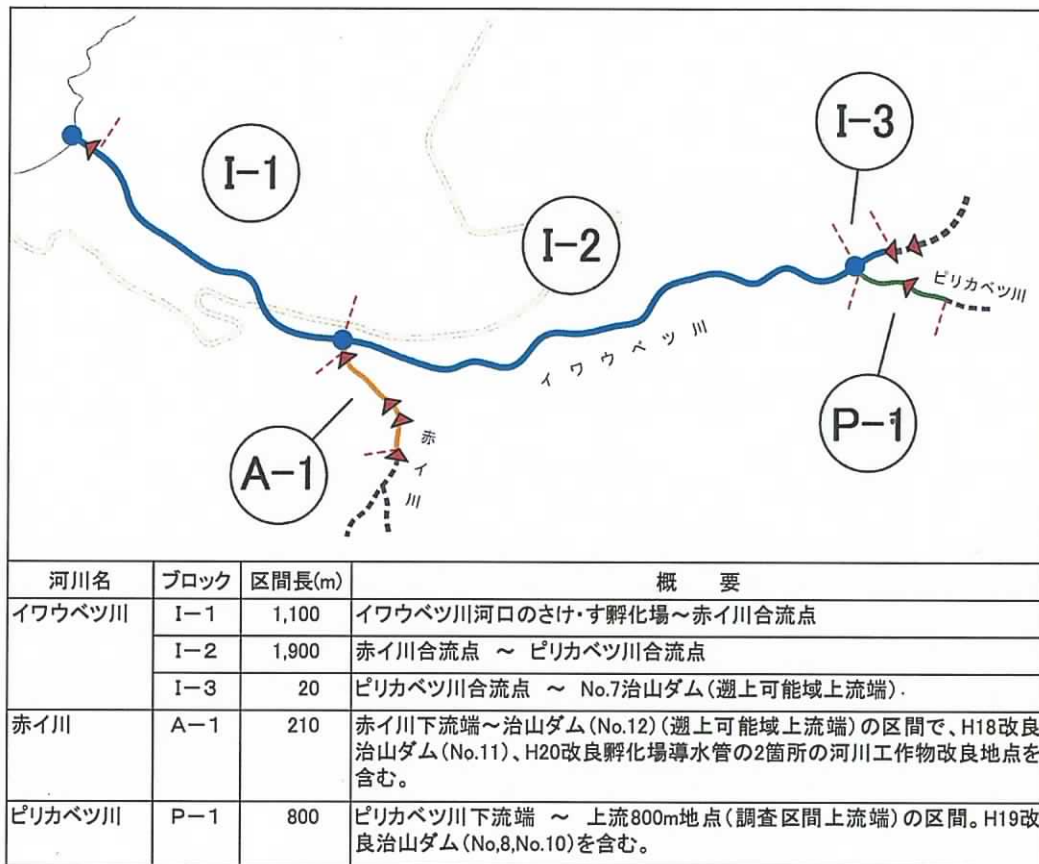 I-1
I-3
I-2
ピリカベツ川
イワウベツ川
P-1
A-1
赤イ川
河川名 ブロック 区間長(m) 概 要
イワウベツ川 I-1 1,100 イワウベツ川河口のさけ・す孵化場～赤イ川合流点
I-2 1,900 赤イ川合流点 ～ ピリカベツ川合流点
I-3 20 ピリカベツ川合流点 ～ No.7治山ダム(遡上可能域上流端).
赤イ川 A-1 210 赤イ川下流端～治山ダム(No.12)(遡上可能域上流端)の区間で、H18改良
治山ダム(No.11)、H20改良孵化場導水管の2箇所の河川工作物改良地点を
含む。
ピリカベツ川 P-1 800 ピリカベツ川下流端 ～ 上流800m地点(調査区間上流端)の区間。H19改
良治山ダム(No,8,No.10)を含む。